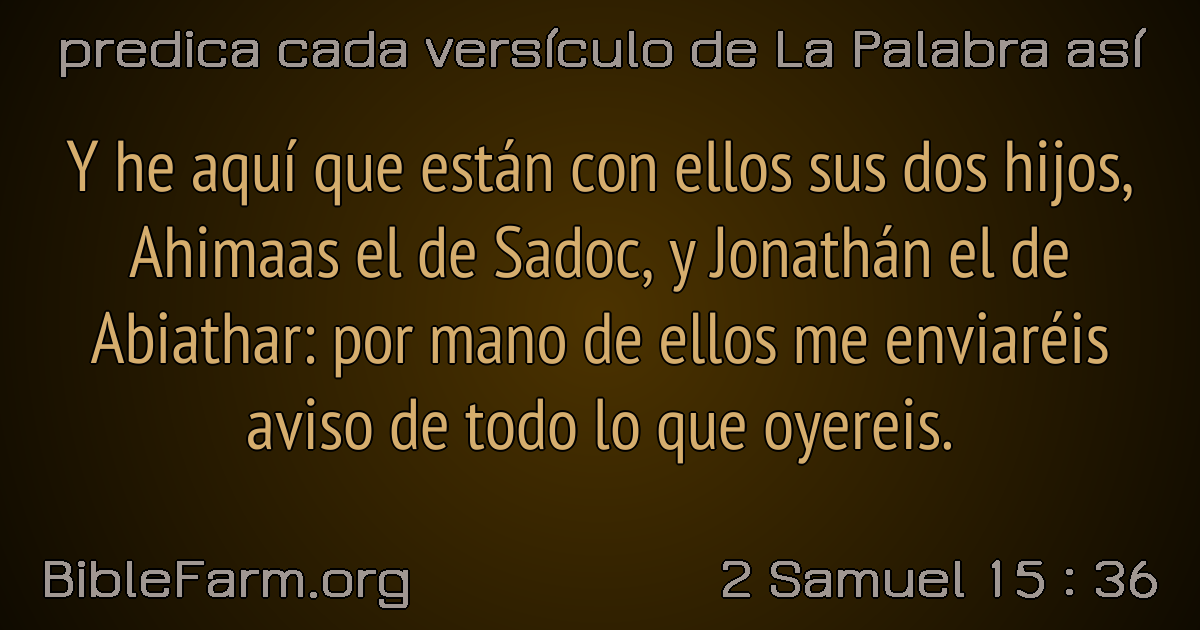 predica cada versículo de La Palabra así
Y he aquí que están con ellos sus dos hijos,
Ahimaas el de Sadoc, y Jonathán el de
Abiathar: por mano de ellos me enviaréis
aviso de todo lo que oyereis.
BibleFarm.org
2 Samuel 15 : 36